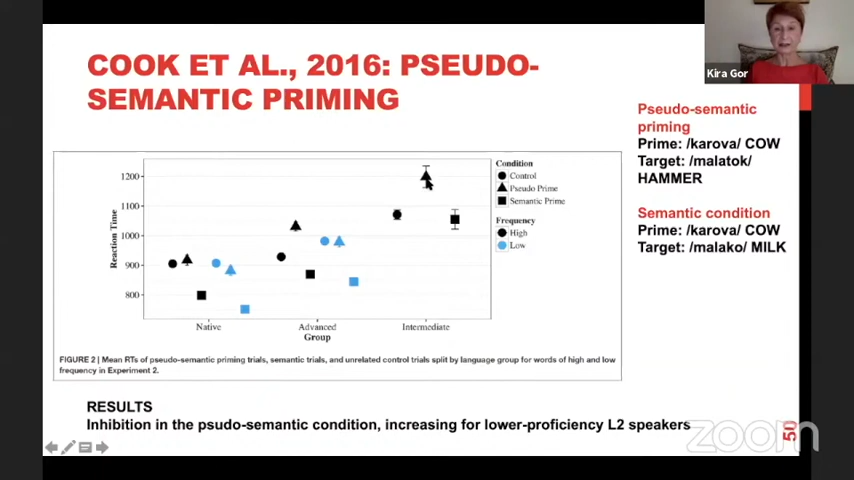 COOK ET AL., 2016: PSEUDO-
SEMANTIC PRIMING
Kira Gor
Pseudo-semantic
priming
Prime: /karova/ COW
Target: /malatok/
HAMMER
Semantic condition
Prime: /karova/ COW
Target: /malako/ MILK
Reaction Time
1200
1100
1000
900
800
Native
Advanced
Intermediate
Group
Condition
Control
Pseudo Prime
Semantic Prime
Frequency
High
Low
FIGURE 2 | Mean RTs of pseudo-semantic priming trials, semantic trials, and unrelated control trials split by language group for words of high and low
frequency in Experiment 2.
RESULTS
Inhibition in the psudo-semantic condition, increasing for lower-proficiency L2 speakers
zoom
50